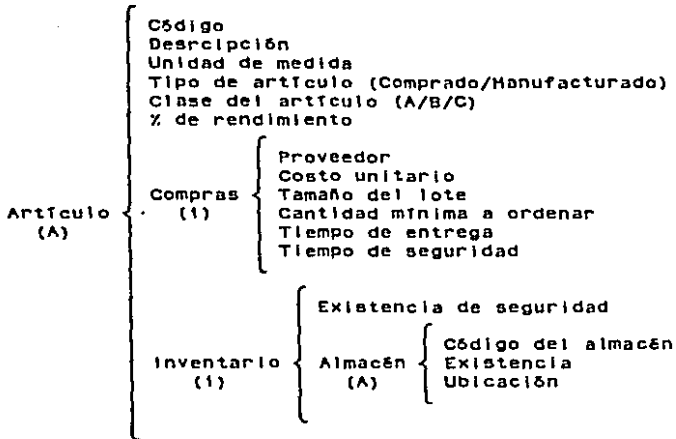 Código
Desrcipción
Unidad de medida
Tipo de artículo (Comprado/Manufacturado)
Clase del artículo (A/B/C)
% de rendimiento
Proveedor
Costo unitario
Compras Tamaño del lote
Artículo (1) Cantidad mínima a ordenar
(A) Tiempo de entrega
Tiempo de seguridad
Existencia de seguridad
Código del almacén
Inventario Almacén Existencia
(1) (A) Ubicación